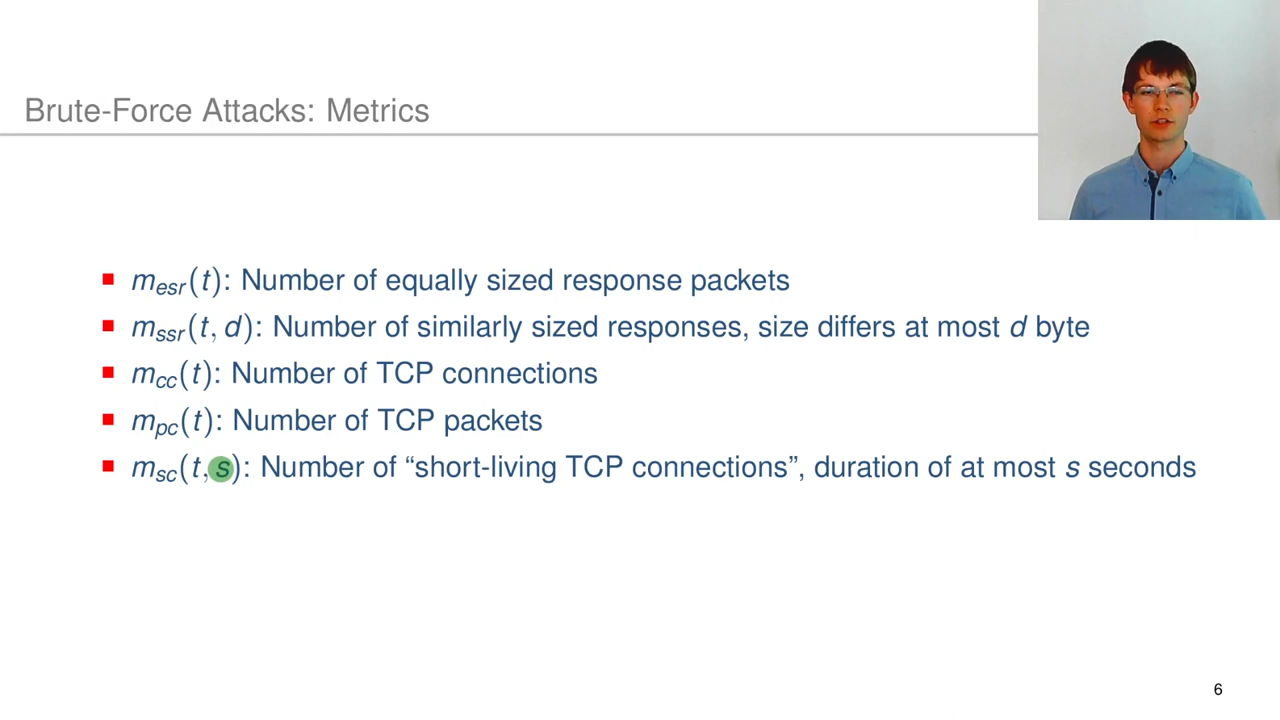 Brute-Force Attacks: Metrics
m_esr(t): Number of equally sized response packets
m_ssr(t, d): Number of similarly sized responses, size differs at most d byte
m_cc(t): Number of TCP connections
m_pc(t): Number of TCP packets
m_sc(t, s): Number of “short-living TCP connections”, duration of at most s seconds
6